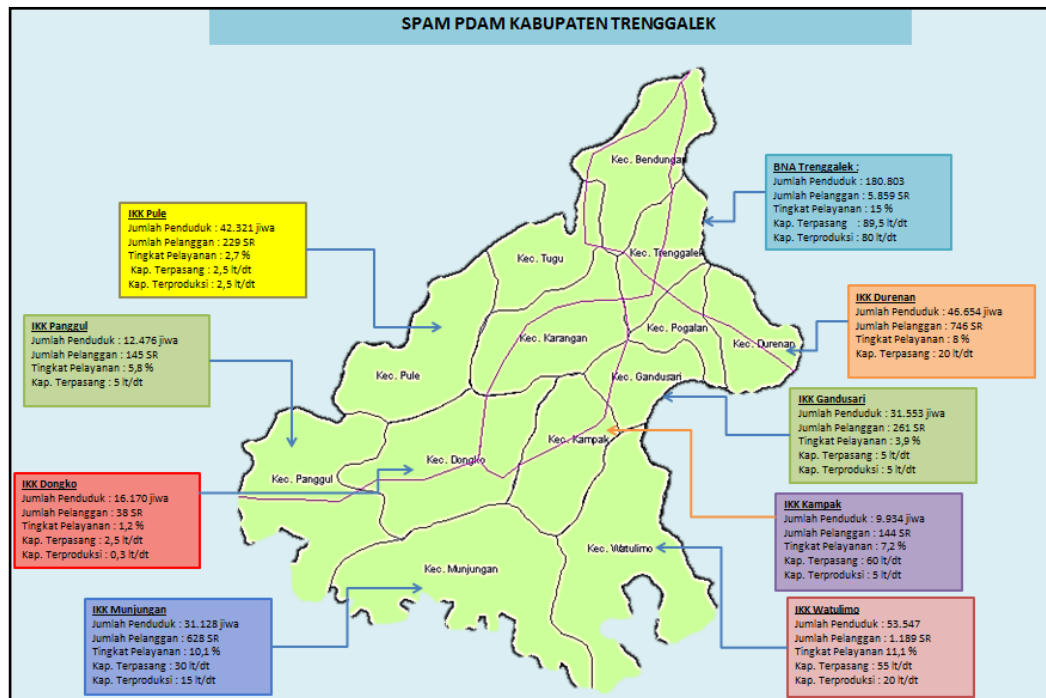 SPAM PDAM KABUPATEN TRENGGALEK
Kec. Bendungan
BNA Trenggalek :
Jumlah Penduduk : 180.803
Jumlah Pelanggan : 5.859 SR
Tingkat Pelayanan : 15 %
Kap. Terpasang : 89,5 lt/dt
Kap. Terproduksi : 80 lt/dt
IKK Pule
Jumlah Penduduk : 42.321 jiwa
Jumlah Pelanggan : 229 SR
Tingkat Pelayanan : 2,7 %
Kap. Terpasang : 2,5 lt/dt
Kap. Terproduksi : 2,5 lt/dt
Kec. Tugu
Kec. Trenggalek
IKK Panggul
Jumlah Penduduk : 12.476 jiwa
Jumlah Pelanggan : 145 SR
Tingkat Pelayanan : 5,8 %
Kap. Terpasang : 5 lt/dt
Kec. Karangan
Kec. Pogalan
Kec. Durenan
IKK Durenan
Jumlah Penduduk : 46.654 jiwa
Jumlah Pelanggan : 746 SR
Tingkat Pelayanan : 8 %
Kap. Terpasang : 20 lt/dt
Kec. Pule
Kec. Gandusari
IKK Gandusari
Jumlah Penduduk : 31.553 jiwa
Jumlah Pelanggan : 261 SR
Tingkat Pelayanan : 3,9 %
Kap. Terpasang : 5 lt/dt
Kap. Terproduksi : 5 lt/dt
Kec. Kampak
Kec. Dongko
Kec. Panggul
IKK Dongko
Jumlah Penduduk : 16.170 jiwa
Jumlah Pelanggan : 38 SR
Tingkat Pelayanan : 1,2 %
Kap. Terpasang : 2,5 lt/dt
Kap. Terproduksi : 0,3 lt/dt
IKK Kampak
Jumlah Penduduk : 9.934 jiwa
Jumlah Pelanggan : 144 SR
Tingkat Pelayanan : 7,2 %
Kap. Terpasang : 60 lt/dt
Kap. Terproduksi : 5 lt/dt
Kec. Watulimo
Kec. Munjungan
IKK Munjungan
Jumlah Penduduk : 31.128 jiwa
Jumlah Pelanggan : 628 SR
Tingkat Pelayanan : 10,1 %
Kap. Terpasang : 30 lt/dt
Kap. Terproduksi : 15 lt/dt
IKK Watulimo
Jumlah Penduduk : 53.547
Jumlah Pelanggan : 1.189 SR
Tingkat Pelayanan : 11,1 %
Kap. Terpasang : 55 lt/dt
Kap. Terproduksi : 20 lt/dt